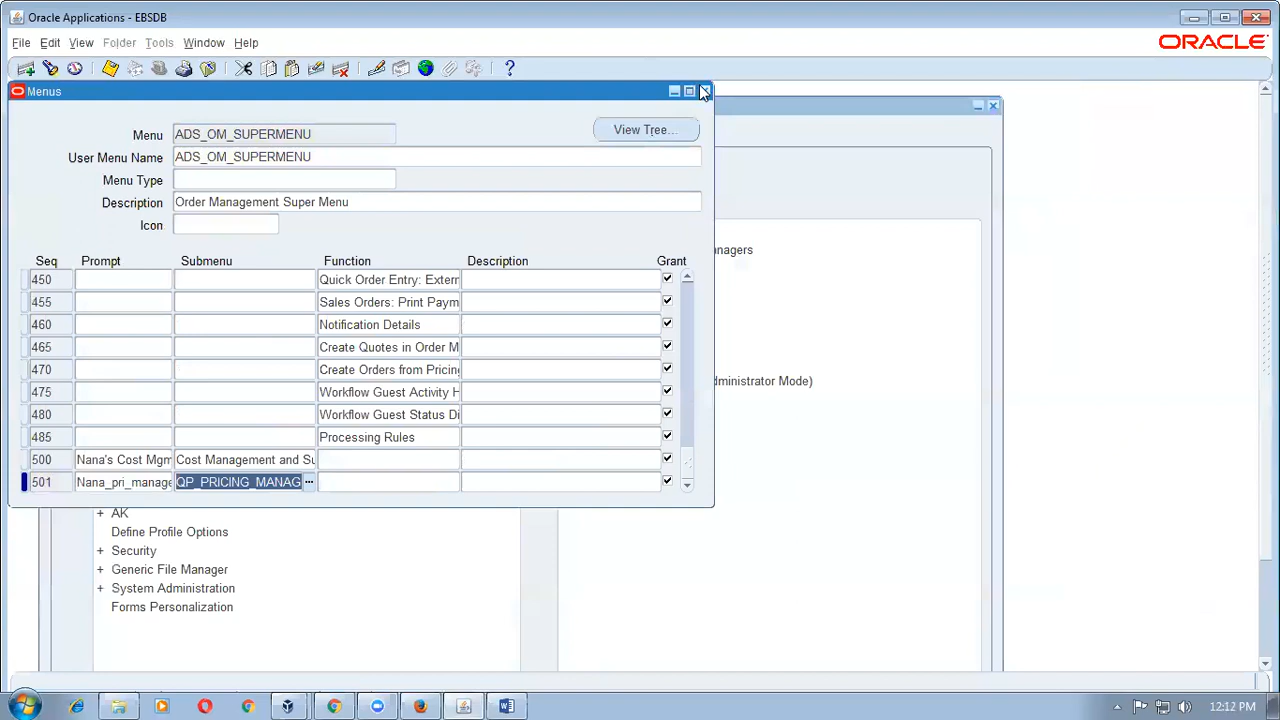 Oracle Applications - EBSDB
File Edit View Folder Tools Window Help
ORACLE
Menus
Menu ADS_OM_SUPERMENU
View Tree...
User Menu Name ADS_OM_SUPERMENU
Menu Type
Description Order Management Super Menu
Icon
Seq Prompt Submenu Function Description Grant
450 Quick Order Entry: Extern
455 Sales Orders: Print Paym
460 Notification Details
465 Create Quotes in Order M
470 Create Orders from Pricing
475 Workflow Guest Activity H
480 Workflow Guest Status Di
485 Processing Rules
500 Nana's Cost Mgm Cost Management and Su
501 Nana_pri_manage QP_PRICING_MANAG
nagers
dministrator Mode)
+ AK
Define Profile Options
+ Security
+ Generic File Manager
+ System Administration
Forms Personalization
12:12 PM